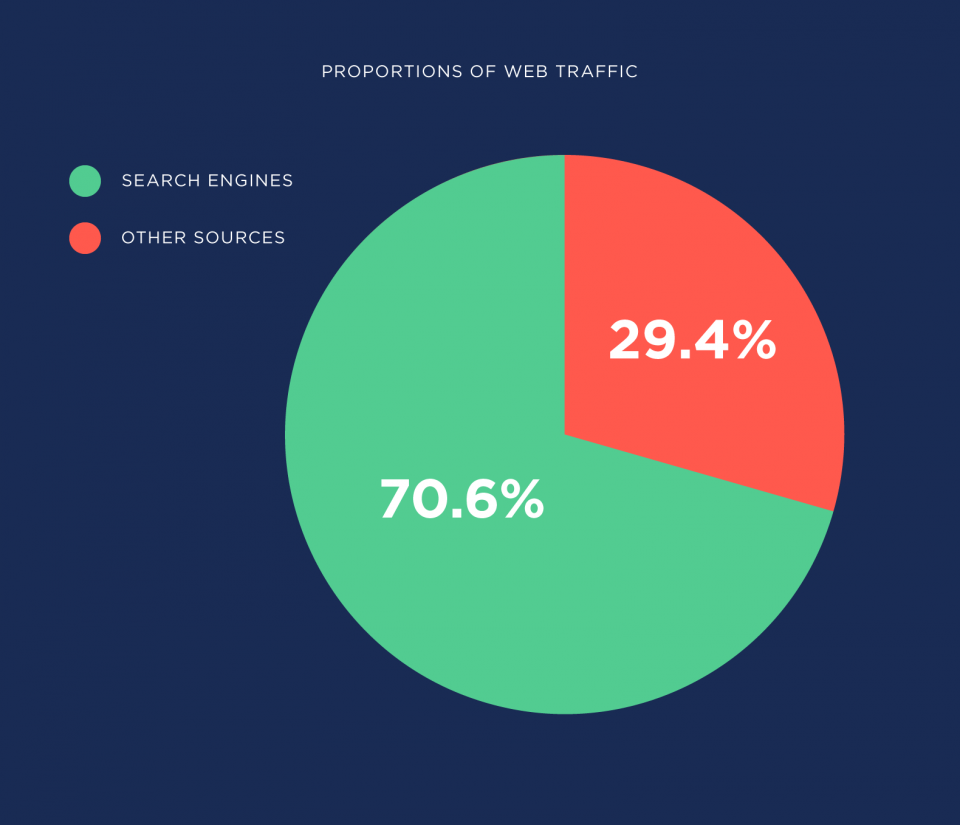 PROPORTIONS OF WEB TRAFFIC
SEARCH ENGINES
OTHER SOURCES
29.4%
70.6%